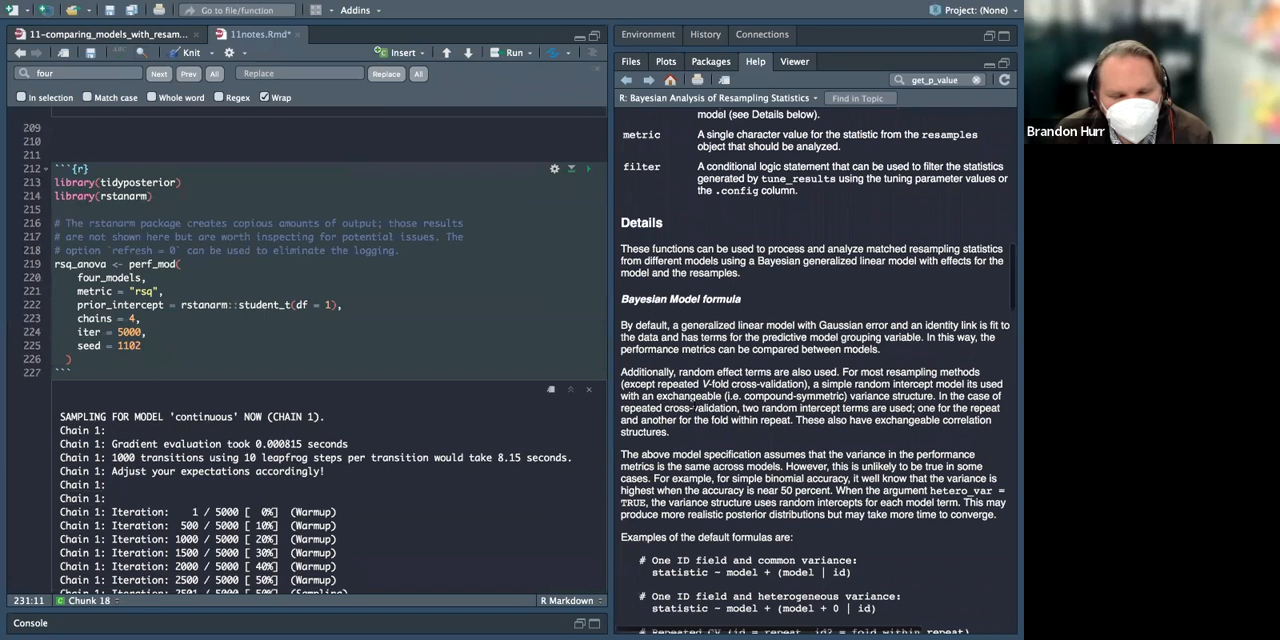 Go to file/function
Addins
Project: (None)
11-comparing_models_with_resam...
11notes.Rmd*
Knit
Insert
Run
four
Next
Prev
All
Replace
Replace
All
In selection
Match case
Whole word
Regex
Wrap
209
210
211
212 ```{r}
213 library(tidyposterior)
214 library(rstanarm)
215
216 # The rstanarm package creates copious amounts of output; those results
217 # are not shown here but are worth inspecting for potential issues. The
218 # option `refresh = 0` can be used to eliminate the logging.
219 rsq_anova <- perf_mod(
220 four_models,
221 metric = "rsq",
222 prior_intercept = rstanarm::student_t(df = 1),
223 chains = 4,
224 iter = 5000,
225 seed = 1102
226 )
227 ```
SAMPLING FOR MODEL 'continuous' NOW (CHAIN 1).
Chain 1:
Chain 1: Gradient evaluation took 0.000815 seconds
Chain 1: 1000 transitions using 10 leapfrog steps per transition would take 8.15 seconds.
Chain 1: Adjust your expectations accordingly!
Chain 1:
Chain 1:
Chain 1: Iteration: 1 / 5000 [ 0%] (Warmup)
Chain 1: Iteration: 500 / 5000 [ 10%] (Warmup)
Chain 1: Iteration: 1000 / 5000 [ 20%] (Warmup)
Chain 1: Iteration: 1500 / 5000 [ 30%] (Warmup)
Chain 1: Iteration: 2000 / 5000 [ 40%] (Warmup)
Chain 1: Iteration: 2500 / 5000 [ 50%] (Warmup)
Chain 1: Iteration: 2501 / 5000 [ 50%] (Sampling)
231:11
Chunk 18
R Markdown
Console
Environment
History
Connections
Files
Plots
Packages
Help
Viewer
get_p_value
R: Bayesian Analysis of Resampling Statistics
Find in Topic
model (see Details below).
metric A single character value for the statistic from the resamples
object that should be analyzed.
filter A conditional logic statement that can be used to filter the statistics
generated by tune_results using the tuning parameter values or
the .config column.
Details
These functions can be used to process and analyze matched resampling statistics
from different models using a Bayesian generalized linear model with effects for the
model and the resamples.
Bayesian Model formula
By default, a generalized linear model with Gaussian error and an identity link is fit to
the data and has terms for the predictive model grouping variable. In this way, the
performance metrics can be compared between models.
Additionally, random effect terms are also used. For most resampling methods
(except repeated V-fold cross-validation), a simple random intercept model its used
with an exchangeable (i.e. compound-symmetric) variance structure. In the case of
repeated cross-validation, two random intercept terms are used; one for the repeat
and another for the fold within repeat. These also have exchangeable correlation
structures.
The above model specification assumes that the variance in the performance
metrics is the same across models. However, this is unlikely to be true in some
cases. For example, for simple binomial accuracy, it well know that the variance is
highest when the accuracy is near 50 percent. When the argument hetero_var =
TRUE, the variance structure uses random intercepts for each model term. This may
produce more realistic posterior distributions but may take more time to converge.
Examples of the default formulas are:
# One ID field and common variance:
statistic ~ model + (model | id)
# One ID field and heterogeneous variance:
statistic ~ model + (model + 0 | id)
# Repeated CV (id = repeat, id2 = fold within repeat)
Brandon Hurr